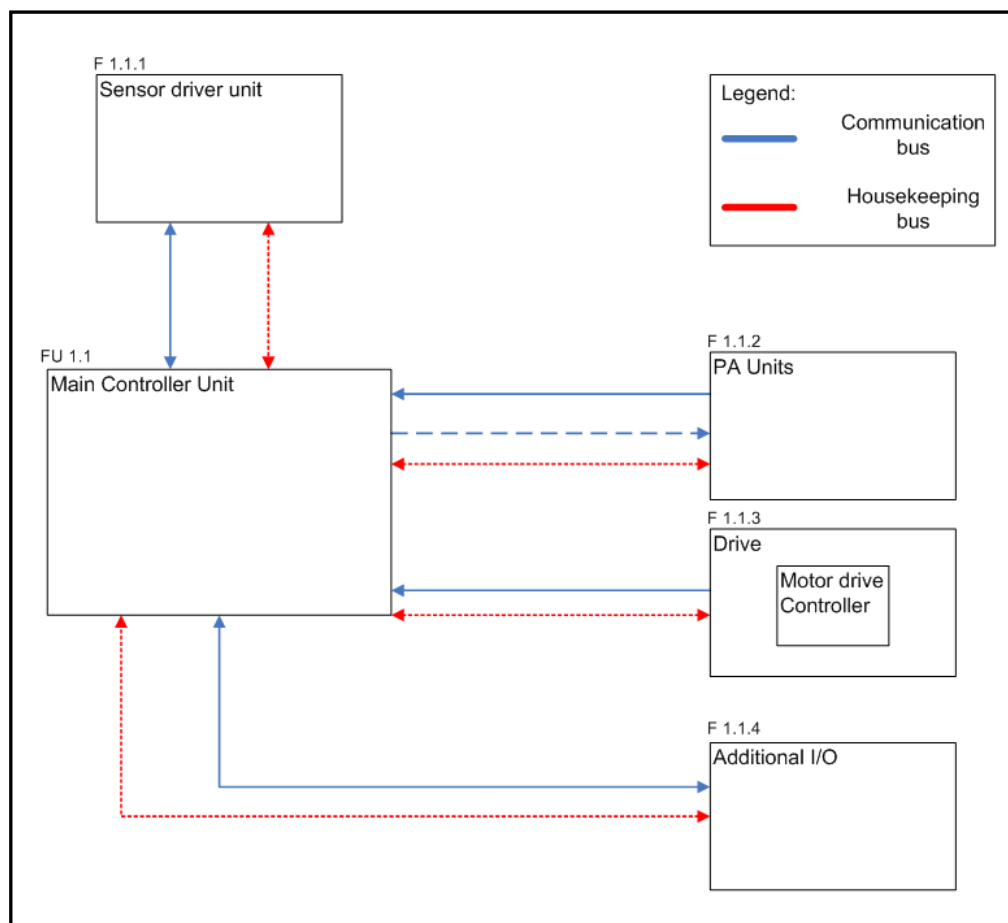 F 1.1.1
Sensor driver unit
Legend:
Communication
bus
Housekeeping
bus
FU 1.1
Main Controller Unit
F 1.1.2
PA Units
F 1.1.3
Drive
Motor drive
Controller
F 1.1.4
Additional I/O